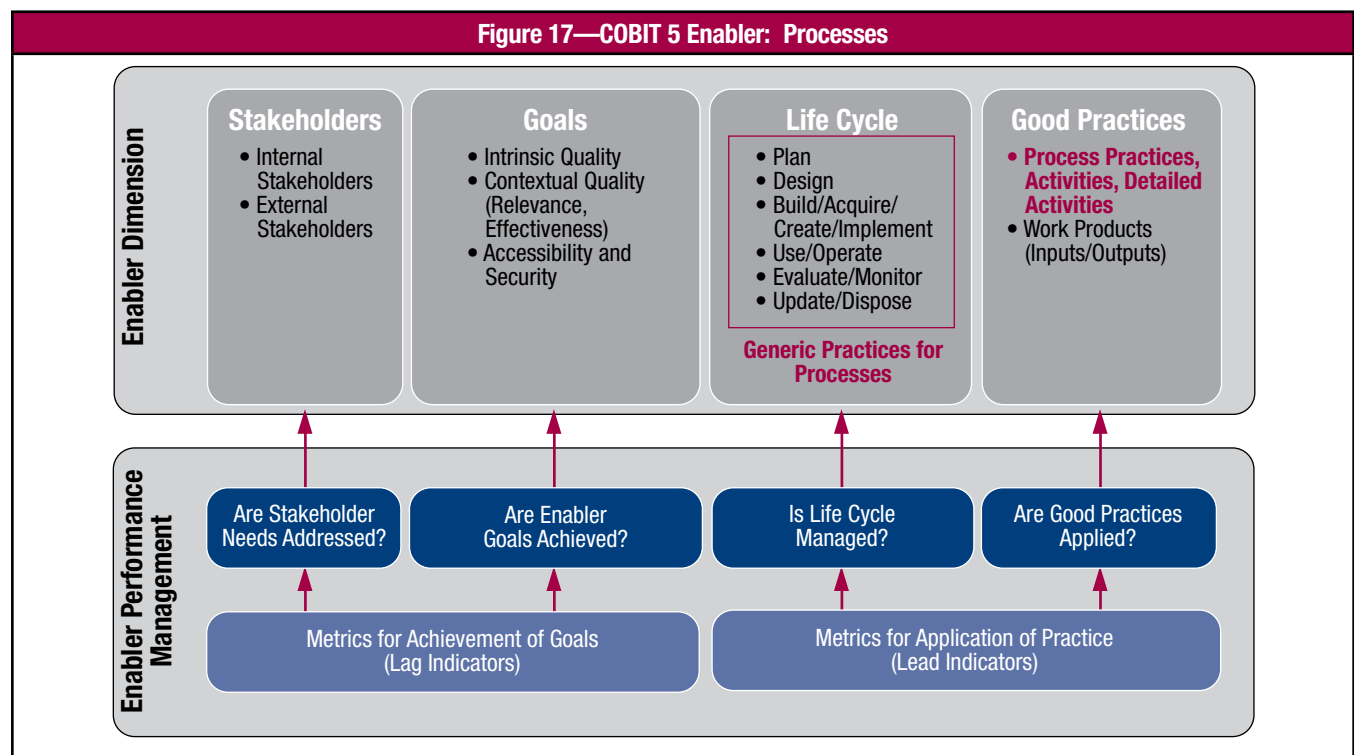 Figure 17—COBIT 5 Enabler: Processes
Enabler Dimension
Stakeholders
• Internal
Stakeholders
• External
Stakeholders
Goals
• Intrinsic Quality
• Contextual Quality
(Relevance,
Effectiveness)
• Accessibility and
Security
Life Cycle
• Plan
• Design
• Build/Acquire/
Create/Implement
• Use/Operate
• Evaluate/Monitor
• Update/Dispose
Generic Practices for
Processes
Good Practices
• Process Practices,
Activities, Detailed
Activities
• Work Products
(Inputs/Outputs)
Enabler Performance
Management
Are Stakeholder
Needs Addressed?
Are Enabler
Goals Achieved?
Is Life Cycle
Managed?
Are Good Practices
Applied?
Metrics for Achievement of Goals
(Lag Indicators)
Metrics for Application of Practice
(Lead Indicators)